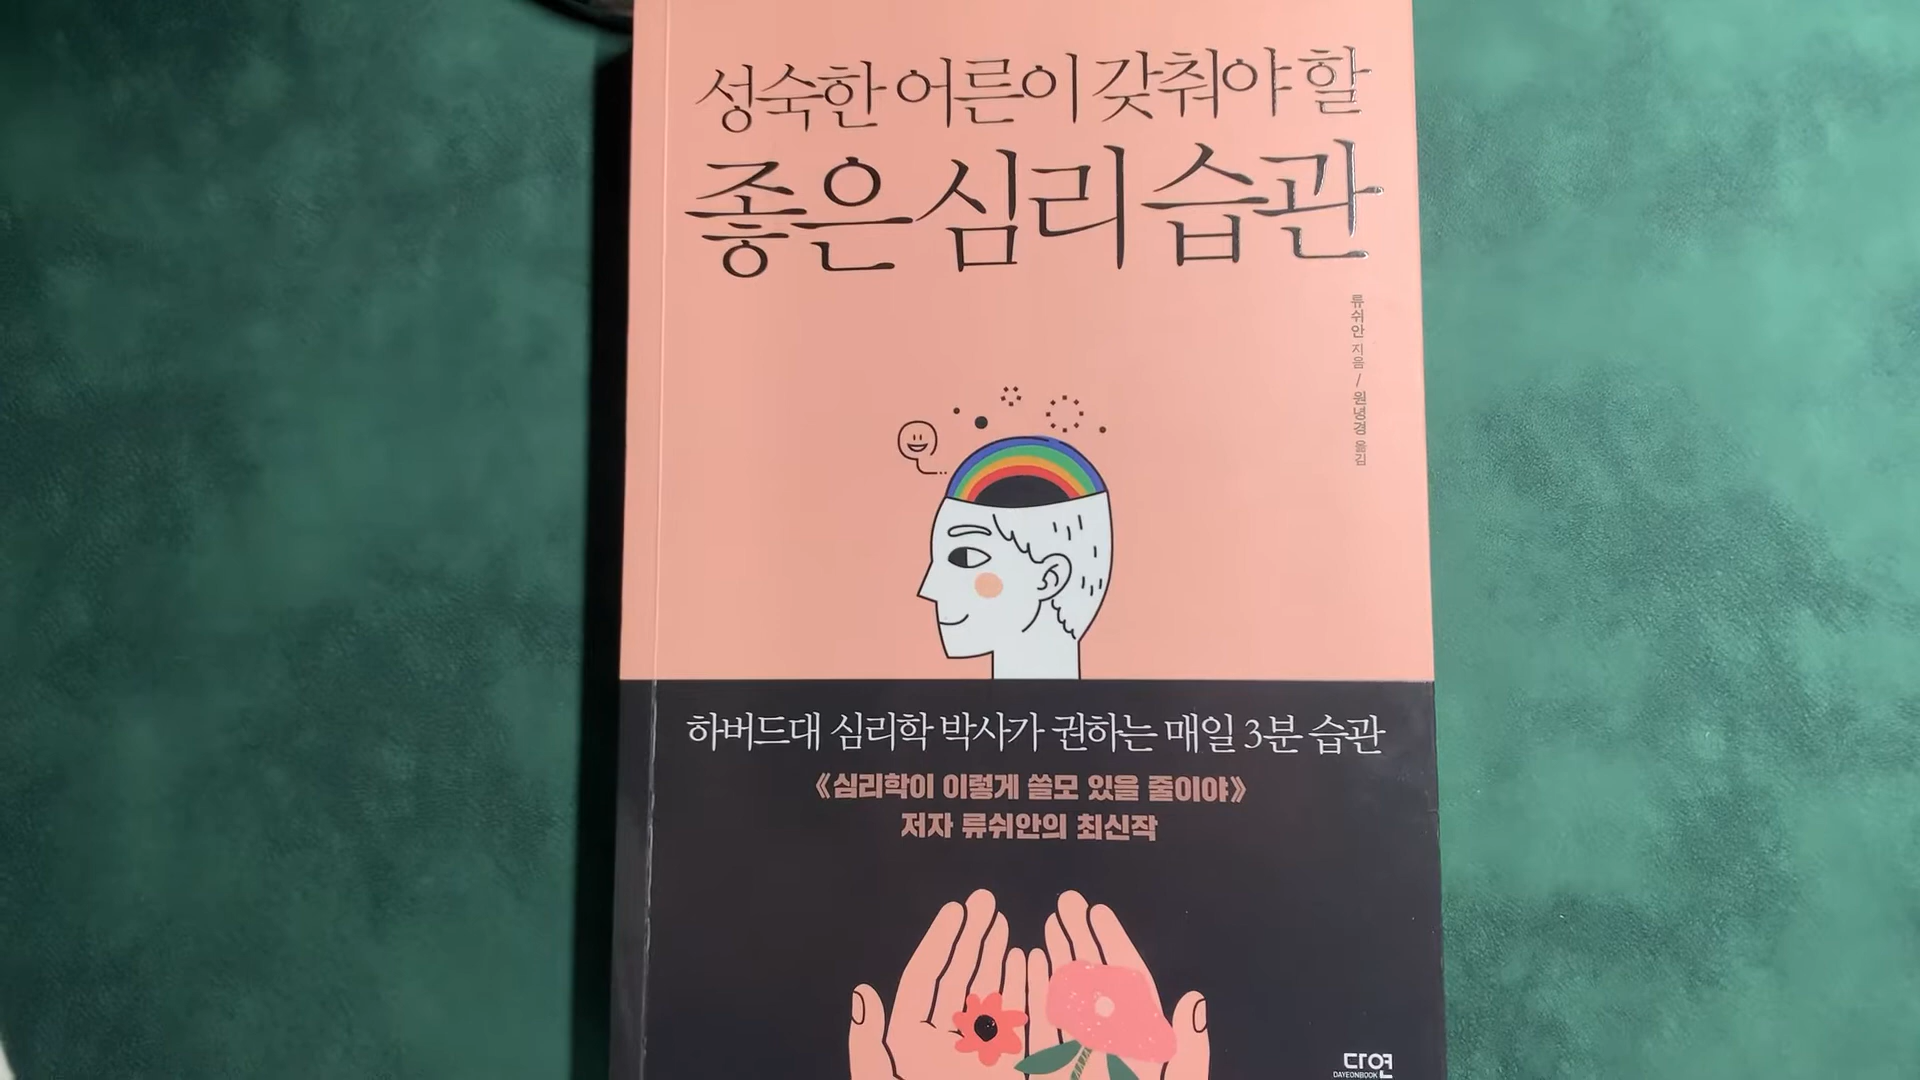 성숙한 어른이 갖춰야 할
좋은 심리 습관
류쉬안 지음 / 원녕경 옮김
하버드대 심리학 박사가 권하는 매일 3분 습관
《심리학이 이렇게 쓸모 있을 줄이야》
저자 류쉬안의 최신작
다연
DAYEONBOOK